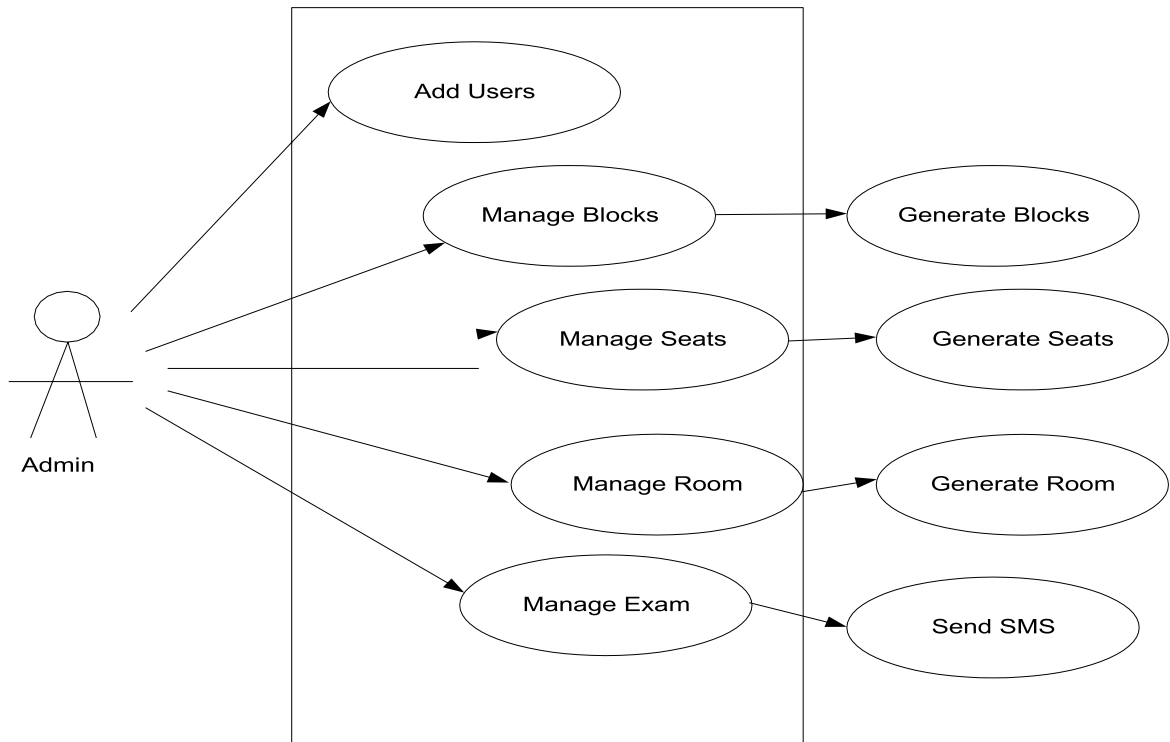 Add Users
Manage Blocks
Generate Blocks
Manage Seats
Generate Seats
Admin
Manage Room
Generate Room
Manage Exam
Send SMS